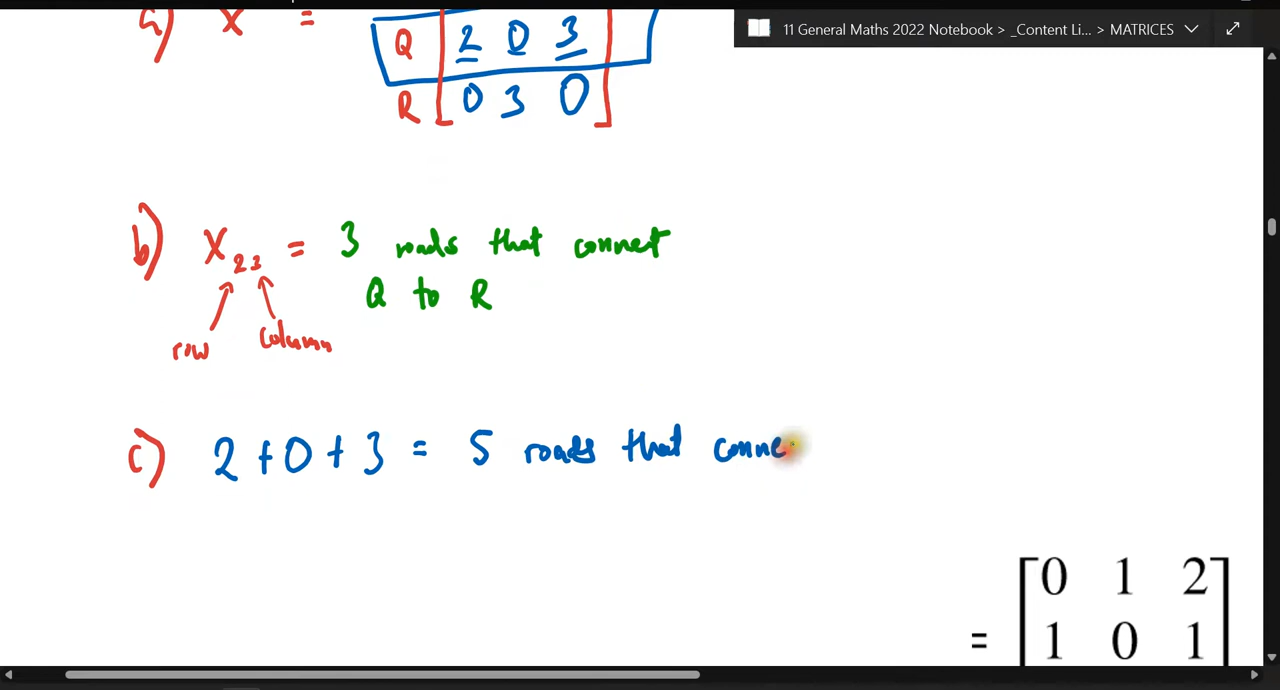 11 General Maths 2022 Notebook > _Content Li... > MATRICES
a) X =
Q 2 0 3
R 0 3 0
b) X23 = 3 roads that connect
Q to R
row column
c) 2 + 0 + 3 = 5 roads that conne
0 1 2
= 1 0 1